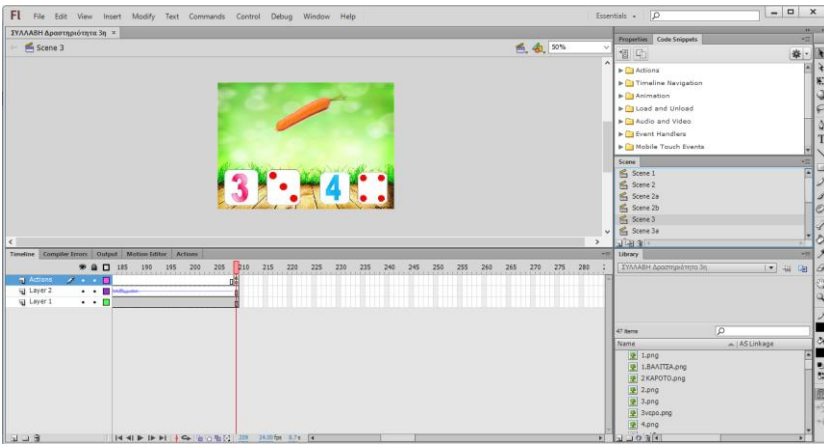 Fl File Edit View Insert Modify Text Commands Control Debug Window Help
Essentials
ΣΥΛΛΑΒΗ Δραστηριότητα 3η ×
Scene 3
50%
3 4
Properties Code Snippets
Actions
Timeline Navigation
Animation
Load and Unload
Audio and Video
Event Handlers
Mobile Touch Events
Scene
Scene 1
Scene 2
Scene 2a
Scene 2b
Scene 3
Scene 3a
Timeline Compiler Errors Output Motion Editor Actions
185 190 195 200 205 210 215 220 225 230 235 240 245 250 255 260 265 270 275 280
Actions
Layer 2
Layer 1
24.00 fps 8.7 s
Library
ΣΥΛΛΑΒΗ Δραστηριότητα 3η
47 items
Name AS Linkage
1.png
1.ΒΑΛΙΤΣΑ.png
2 ΚΑΡΟΤΟ.png
2.png
3.png
3νερο.png
4.png